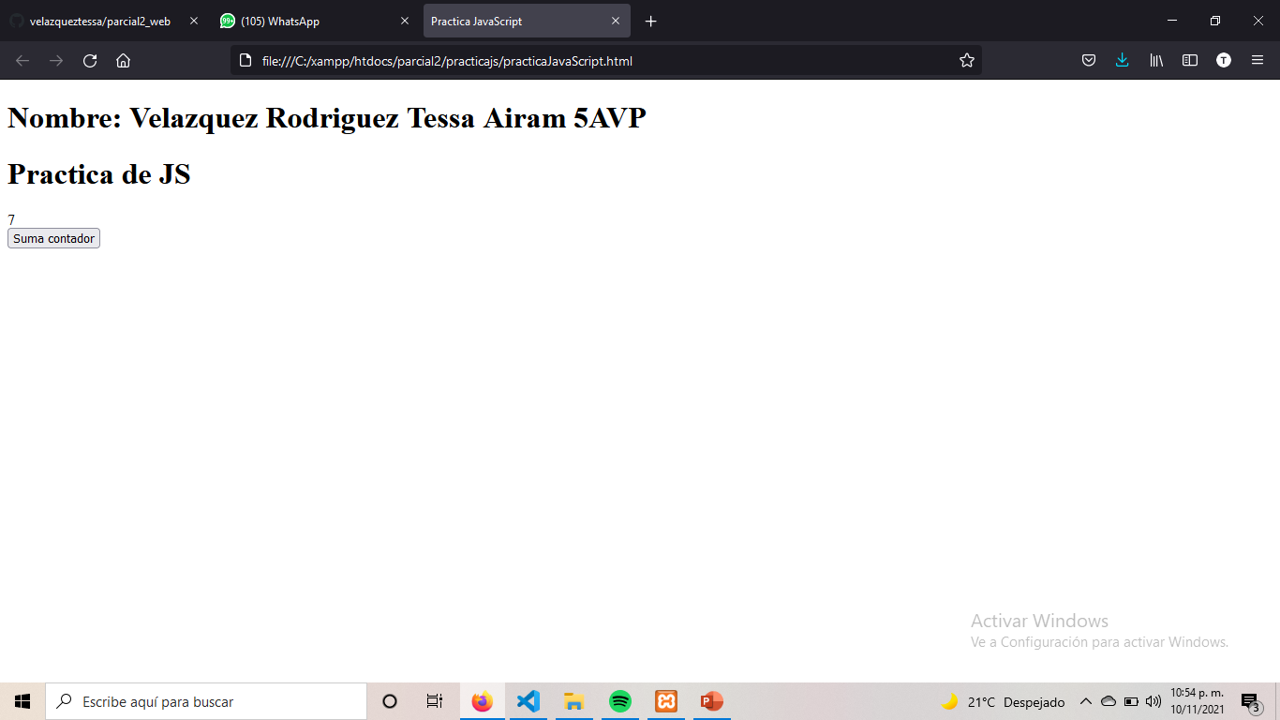 velazqueztessa/parcial2_web
99+
(105) WhatsApp
Practica JavaScript
file:///C:/xampp/htdocs/parcial2/practicajs/practicaJavaScript.html
T
Nombre: Velazquez Rodriguez Tessa Airam 5AVP
Practica de JS
7
Suma contador
Activar Windows
Ve a Configuración para activar Windows.
Escribe aquí para buscar
21°C Despejado
10:54 p. m.
10/11/2021
3